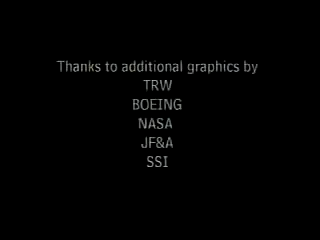 Thanks to additional graphics by
TRW
BOEING
NASA
JF&A
SSI